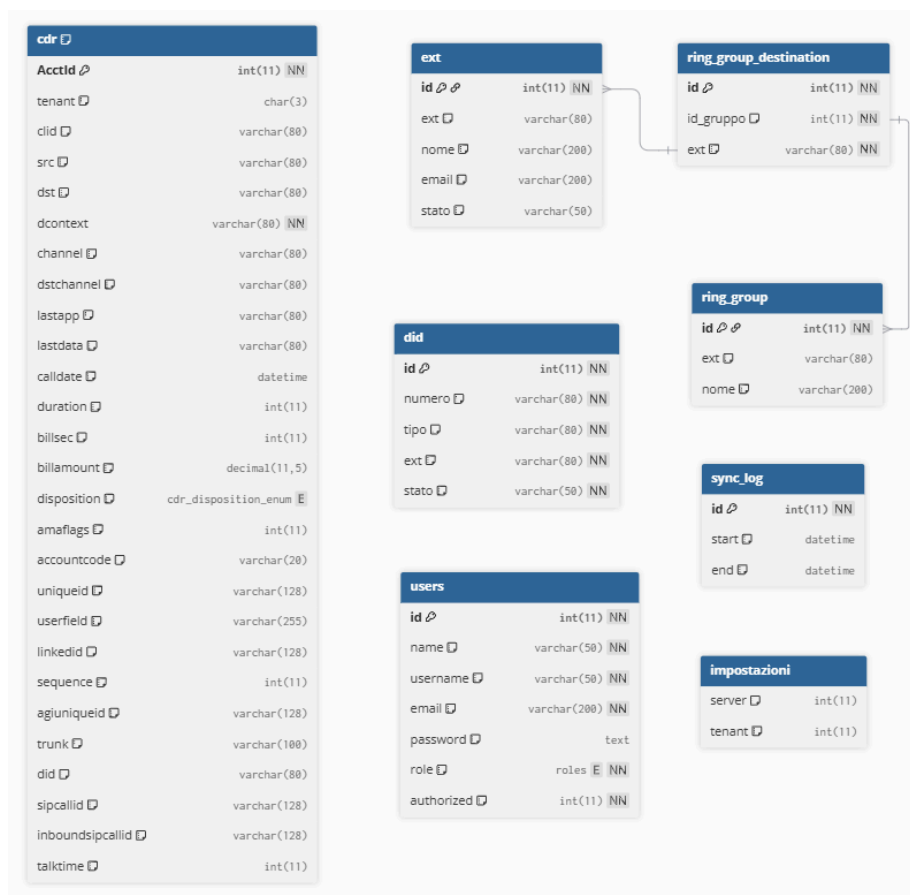 cdr
AcctId int(11) NN
tenant char(3)
clid varchar(80)
src varchar(80)
dst varchar(80)
dcontext varchar(80) NN
channel varchar(80)
dstchannel varchar(80)
lastapp varchar(80)
lastdata varchar(80)
calldate datetime
duration int(11)
billsec int(11)
billamount decimal(11,5)
disposition cdr_disposition_enum E
amaflags int(11)
accountcode varchar(20)
uniqueid varchar(128)
userfield varchar(255)
linkedid varchar(128)
sequence int(11)
agiuniqueid varchar(128)
trunk varchar(100)
did varchar(80)
sipcallid varchar(128)
inboundsipcallid varchar(128)
talktime int(11)
ext
id int(11) NN
ext varchar(80)
nome varchar(200)
email varchar(200)
stato varchar(50)
ring_group_destination
id int(11) NN
id_gruppo int(11) NN
ext varchar(80) NN
ring_group
id int(11) NN
ext varchar(80)
nome varchar(200)
did
id int(11) NN
numero varchar(80) NN
tipo varchar(80) NN
ext varchar(80) NN
stato varchar(50) NN
sync_log
id int(11) NN
start datetime
end datetime
users
id int(11) NN
name varchar(50) NN
username varchar(50) NN
email varchar(200) NN
password text
role roles E NN
authorized int(11) NN
impostazioni
server int(11)
tenant int(11)